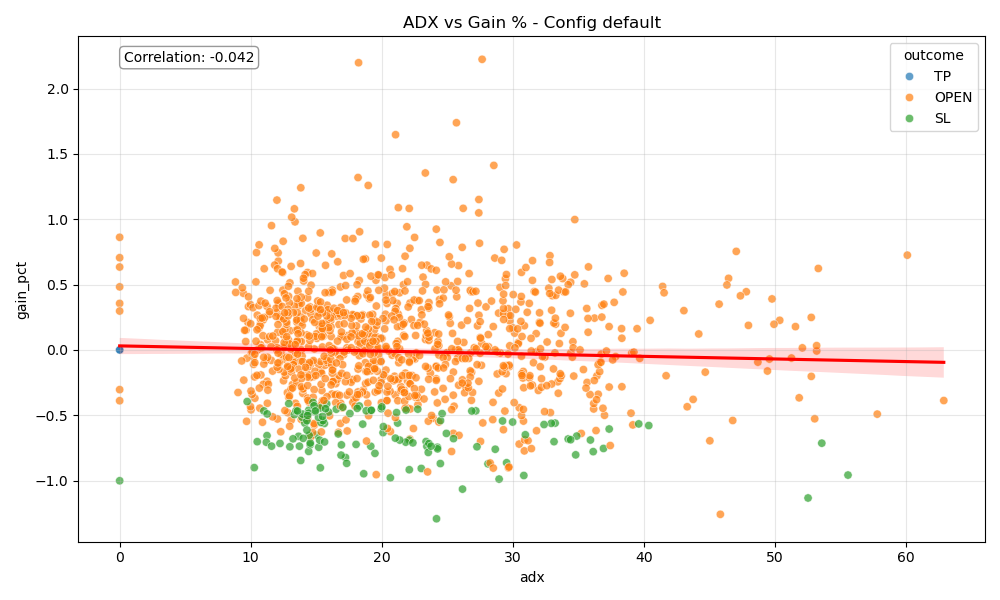 ADX vs Gain % - Config default
Correlation: -0.042
outcome
TP
OPEN
SL
gain_pct
2.0
1.5
1.0
0.5
0.0
−0.5
−1.0
0 10 20 30 40 50 60
adx